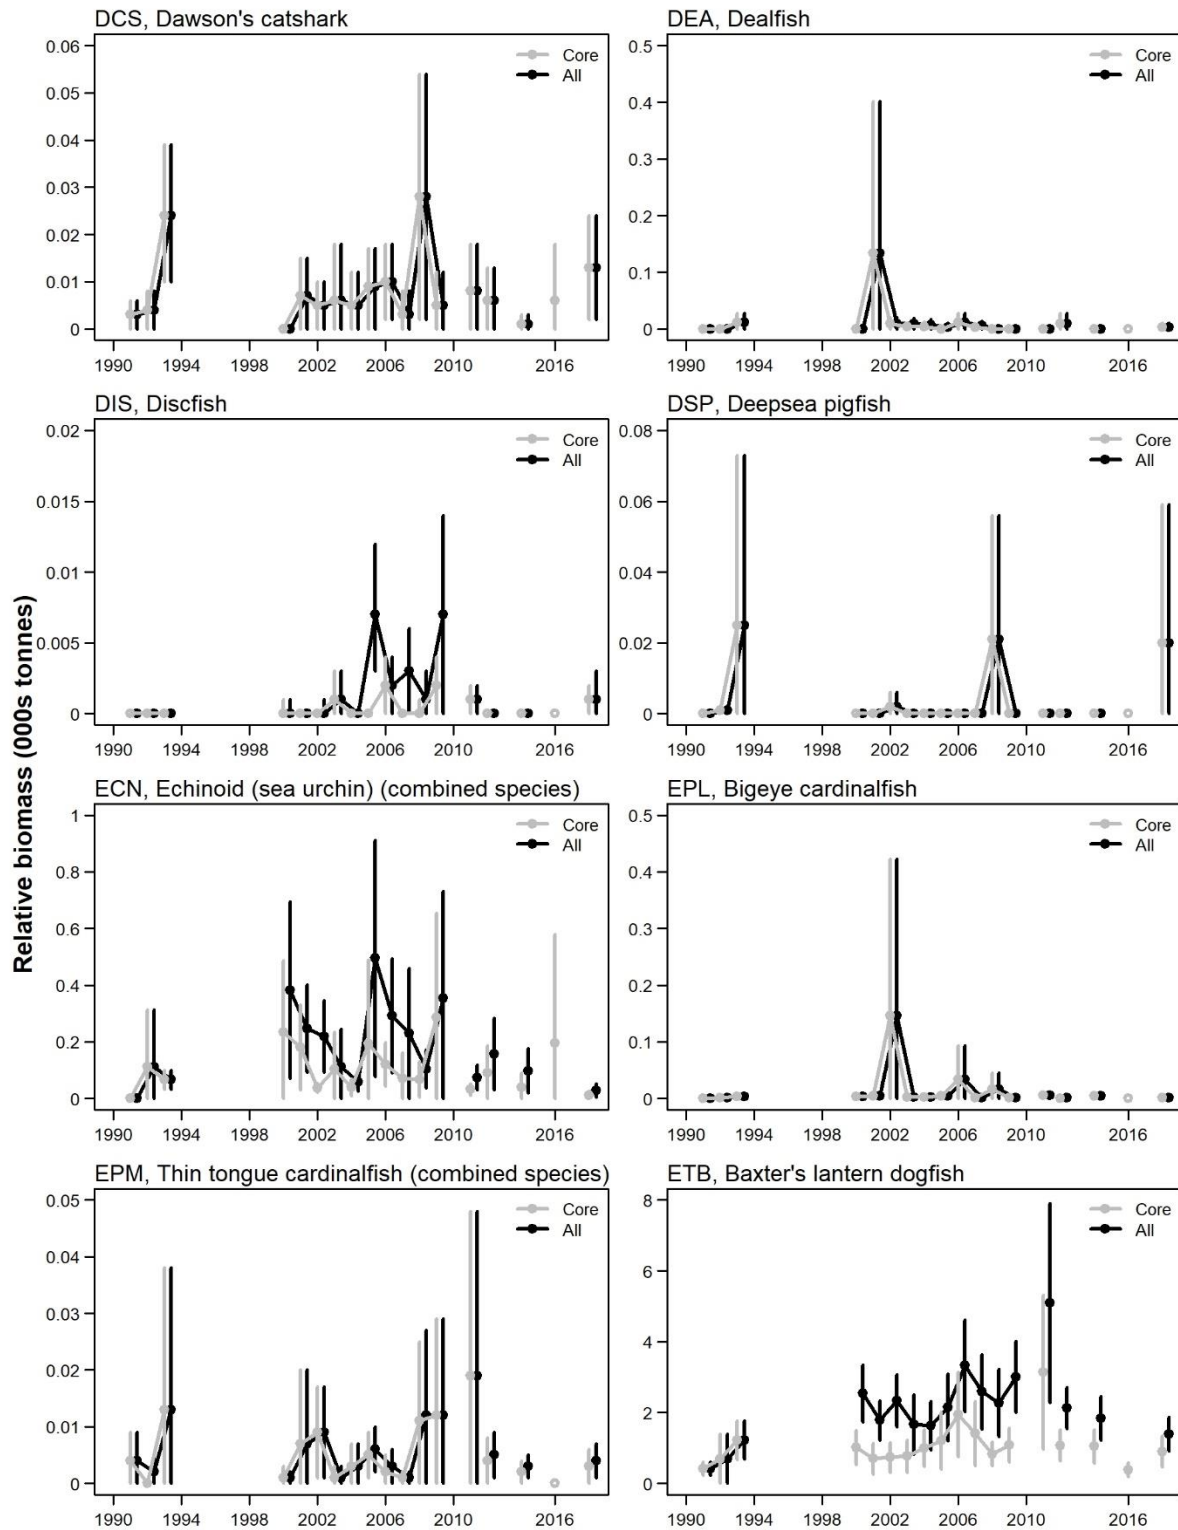 DCS, Dawson's catshark
0.06
0.05
0.04
0.03
0.02
0.01
0
Core
All
1990 1994 1998 2002 2006 2010 2016
DEA, Dealfish
0.5
0.4
0.3
0.2
0.1
0
Core
All
1990 1994 1998 2002 2006 2010 2016
DIS, Discfish
0.02
0.015
0.01
0.005
0
Core
All
1990 1994 1998 2002 2006 2010 2016
DSP, Deepsea pigfish
0.08
0.06
0.04
0.02
0
Core
All
1990 1994 1998 2002 2006 2010 2016
Relative biomass (000s tonnes)
ECN, Echinoid (sea urchin) (combined species)
1
0.8
0.6
0.4
0.2
0
Core
All
1990 1994 1998 2002 2006 2010 2016
EPL, Bigeye cardinalfish
0.5
0.4
0.3
0.2
0.1
0
Core
All
1990 1994 1998 2002 2006 2010 2016
EPM, Thin tongue cardinalfish (combined species)
0.05
0.04
0.03
0.02
0.01
0
Core
All
1990 1994 1998 2002 2006 2010 2016
ETB, Baxter's lantern dogfish
8
6
4
2
0
Core
All
1990 1994 1998 2002 2006 2010 2016